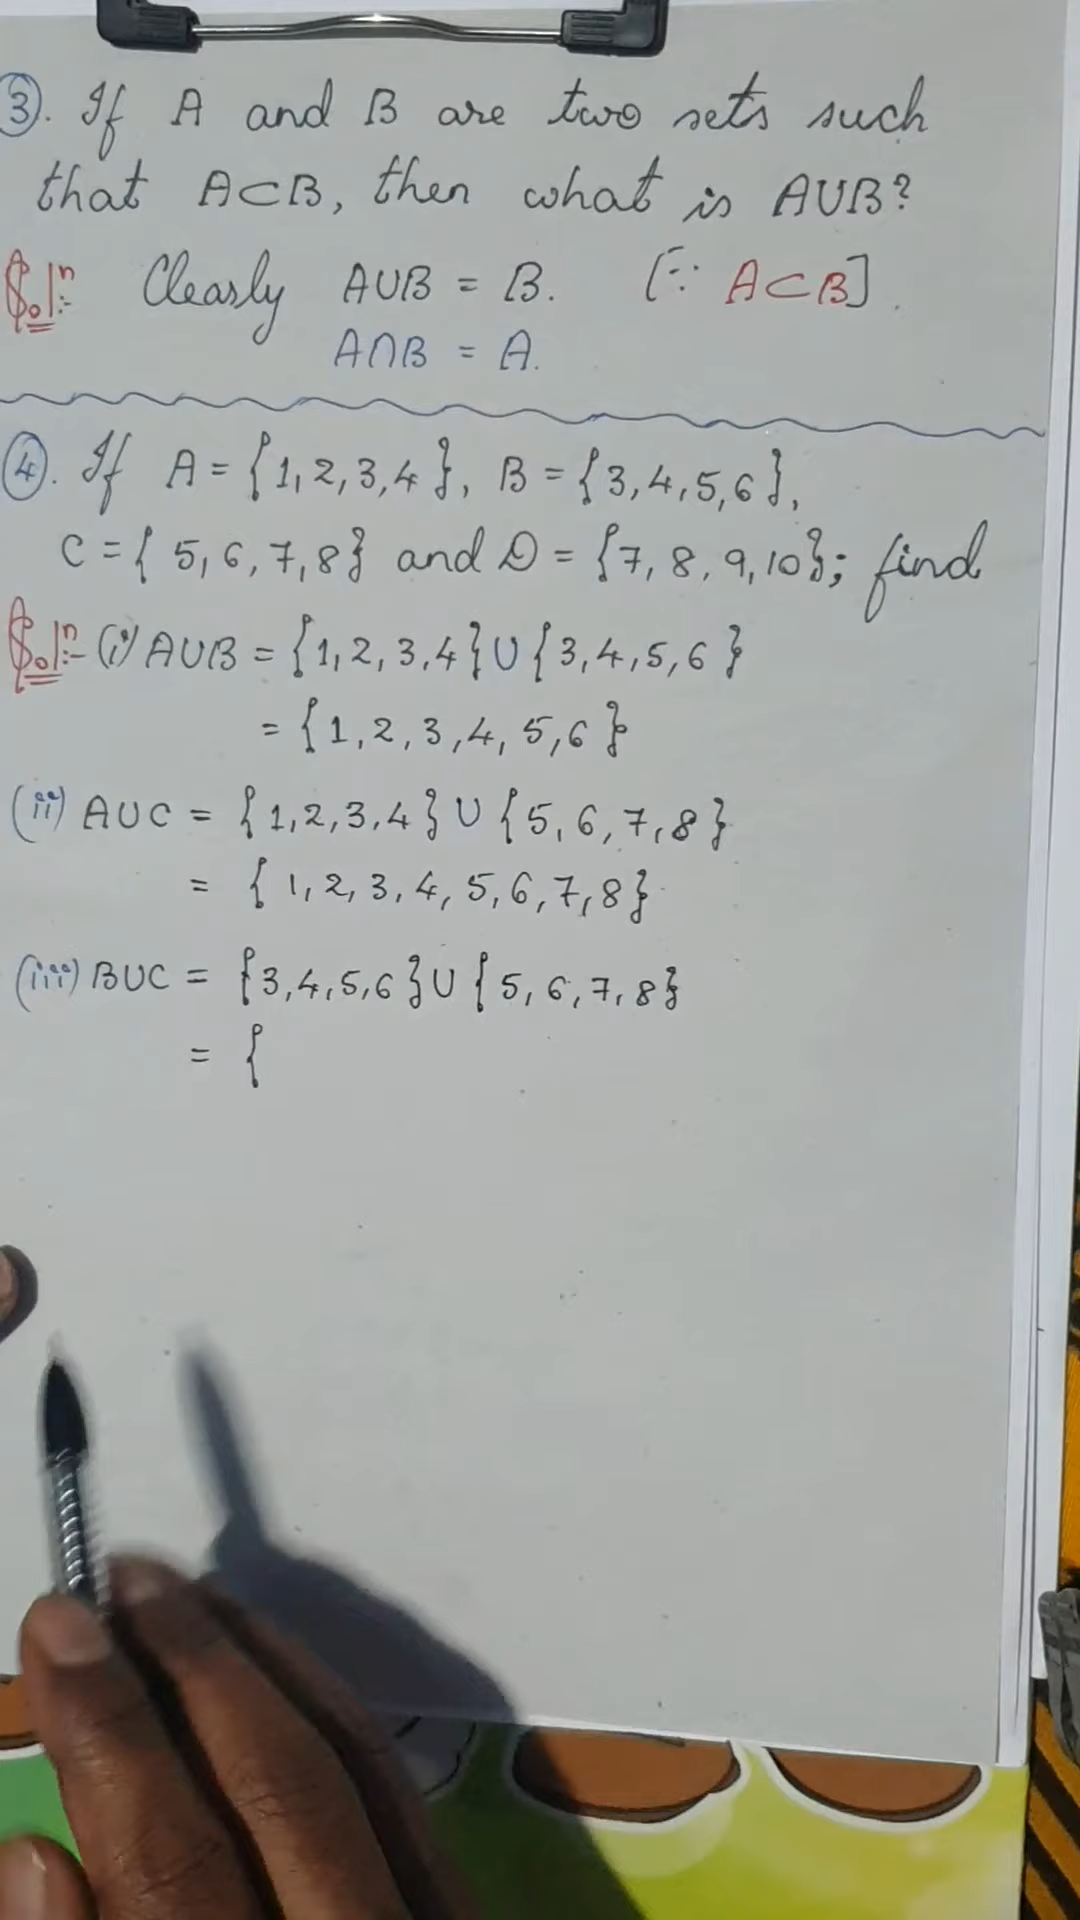 3. If A and B are two sets such
that A⊂B, then what is A∪B?
Solⁿ:- Clearly A∪B = B. [∵ A⊂B].
A∩B = A.
4. If A = {1,2,3,4}, B = {3,4,5,6},
C = {5,6,7,8} and D = {7,8,9,10}; find
Solⁿ:- (i) A∪B = {1,2,3,4} ∪ {3,4,5,6}
= {1,2,3,4,5,6}
(ii) A∪C = {1,2,3,4} ∪ {5,6,7,8}
= {1,2,3,4,5,6,7,8}
(iii) B∪C = {3,4,5,6} ∪ {5,6,7,8}
= {